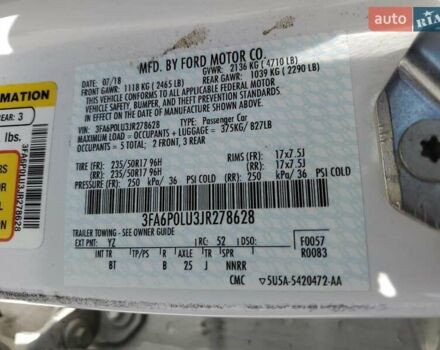 AUTO RIA
MFD. BY FORD MOTOR CO.
DATE: 07/18 GVWR: 2136 KG ( 4710 LB)
FRONT GAWR: 1118 KG ( 2465 LB) REAR GAWR: 1039 KG ( 2290 LB)
THIS VEHICLE CONFORMS TO ALL APPLICABLE FEDERAL MOTOR
VEHICLE SAFETY, BUMPER, AND THEFT PREVENTION STANDARDS
IN EFFECT ON THE DATE OF MANUFACTURE SHOWN ABOVE.
VIN: 3FA6P0LU3JR278628 TYPE: Passenger Car
MAXIMUM LOAD = OCCUPANTS + LUGGAGE = 375KG / 827LB
OCCUPANTS = 5 TOTAL; 2 FRONT, 3 REAR
TIRE (FR): 235/50R17 96H RIMS (FR): 17x7.5J
(RR): 235/50R17 96H (RR): 17x7.5J
PRESSURE (FR): 250 kPa/ 36 PSI COLD (RR): 250 kPa/ 36 PSI COLD
3FA6P0LU3JR278628
TRAILER TOWING - SEE OWNER GUIDE
EXT PNT: YZ RC: 52 F0057
IR TP/PS R AXLE TR SPR R0083
BT B 25 J NNRR
CMC 5U5A-5420472-AA
FORMATION
REAR: 3
lbs.
3FA6P0LU3JR278628